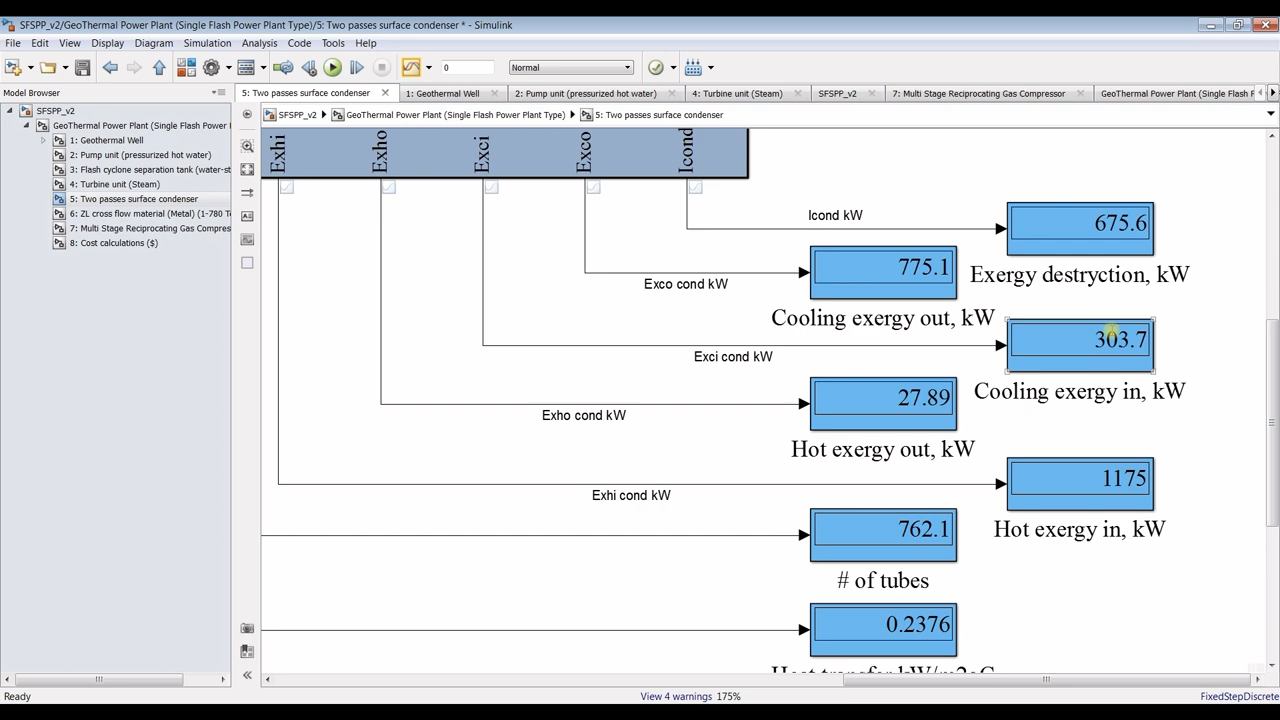 SFSPP_v2/GeoThermal Power Plant (Single Flash Power Plant Type)/5: Two passes surface condenser * - Simulink
File Edit View Display Diagram Simulation Analysis Code Tools Help
0 Normal
Model Browser
5: Two passes surface condenser 1: Geothermal Well 2: Pump unit (pressurized hot water) 4: Turbine unit (Steam) SFSPP_v2 7: Multi Stage Reciprocating Gas Compressor GeoThermal Power Plant (Single Flash F
SFSPP_v2 GeoThermal Power Plant (Single Flash Power Plant Type) 5: Two passes surface condenser
SFSPP_v2
GeoThermal Power Plant (Single Flash Power
1: Geothermal Well
2: Pump unit (pressurized hot water)
3: Flash cyclone separation tank (water-st
4: Turbine unit (Steam)
5: Two passes surface condenser
6: ZL cross flow material (Metal) (1-780 Te
7: Multi Stage Reciprocating Gas Compres
8: Cost calculations ($)
Exhi
Exho
Exci
Exco
Icond
Icond kW
675.6
Exergy destryction, kW
Exco cond kW
775.1
Cooling exergy out, kW
Exci cond kW
303.7
Cooling exergy in, kW
Exho cond kW
27.89
Hot exergy out, kW
Exhi cond kW
1175
Hot exergy in, kW
762.1
# of tubes
0.2376
Heat transfer kW/m2oC
Ready View 4 warnings 175% FixedStepDiscrete